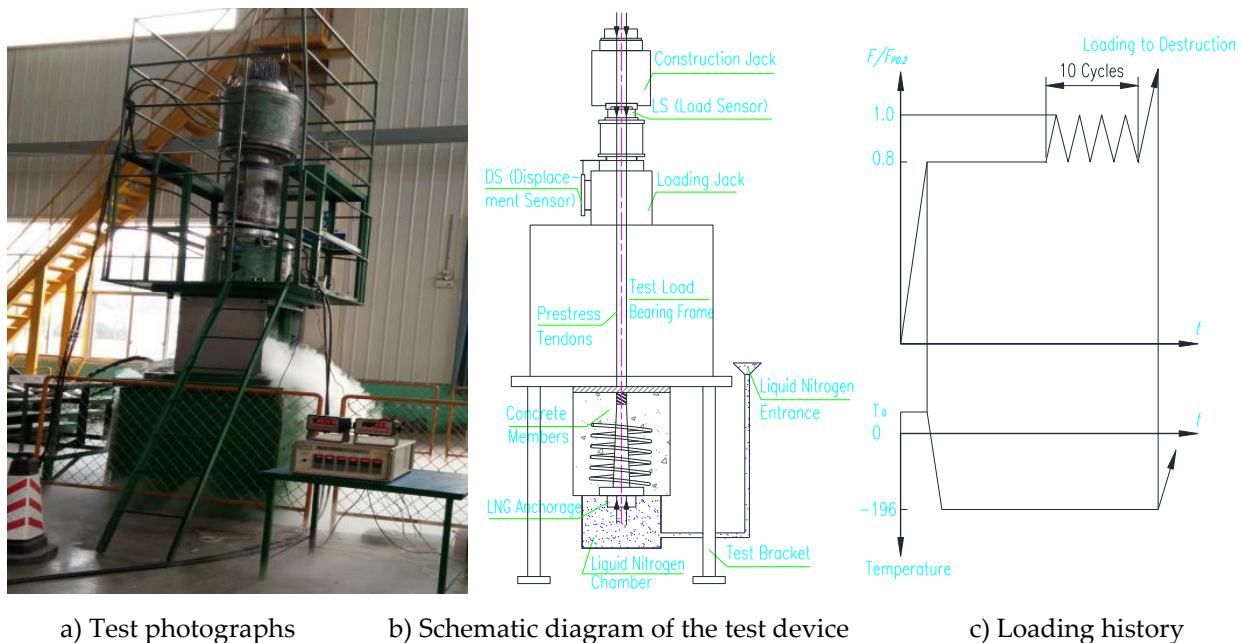 Construction Jack
LS (Load Sensor)
DS (Displace-
ment Sensor)
Loading Jack
Prestress
Tendons
Test Load
Bearing Frame
Liquid Nitrogen
Entrance
Concrete
Members
LNG Anchorage
Liquid Nitrogen
Chamber
Test Bracket
F/FP0.2
Loading to Destruction
10 Cycles
1.0
0.8
t
T0
0
t
-196
Temperature
a) Test photographs
b) Schematic diagram of the test device
c) Loading history